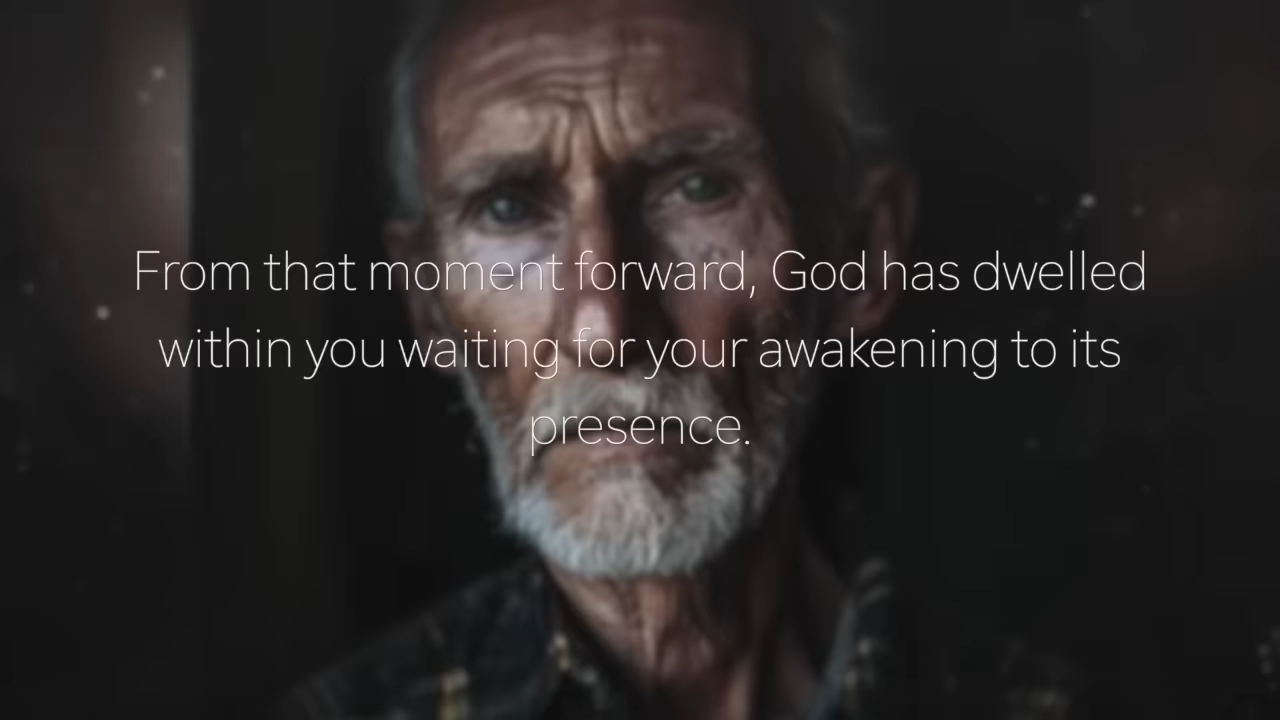 From that moment forward, God has dwelled
within you waiting for your awakening to its
presence.